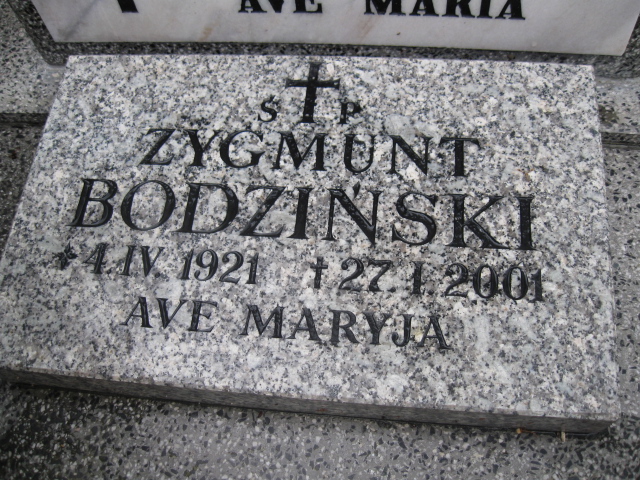 AVE MARIA
Ś P
ZYGMUNT
BODZIŃSKI
* 4.IV 1921 † 27.I 2001
AVE MARYJA